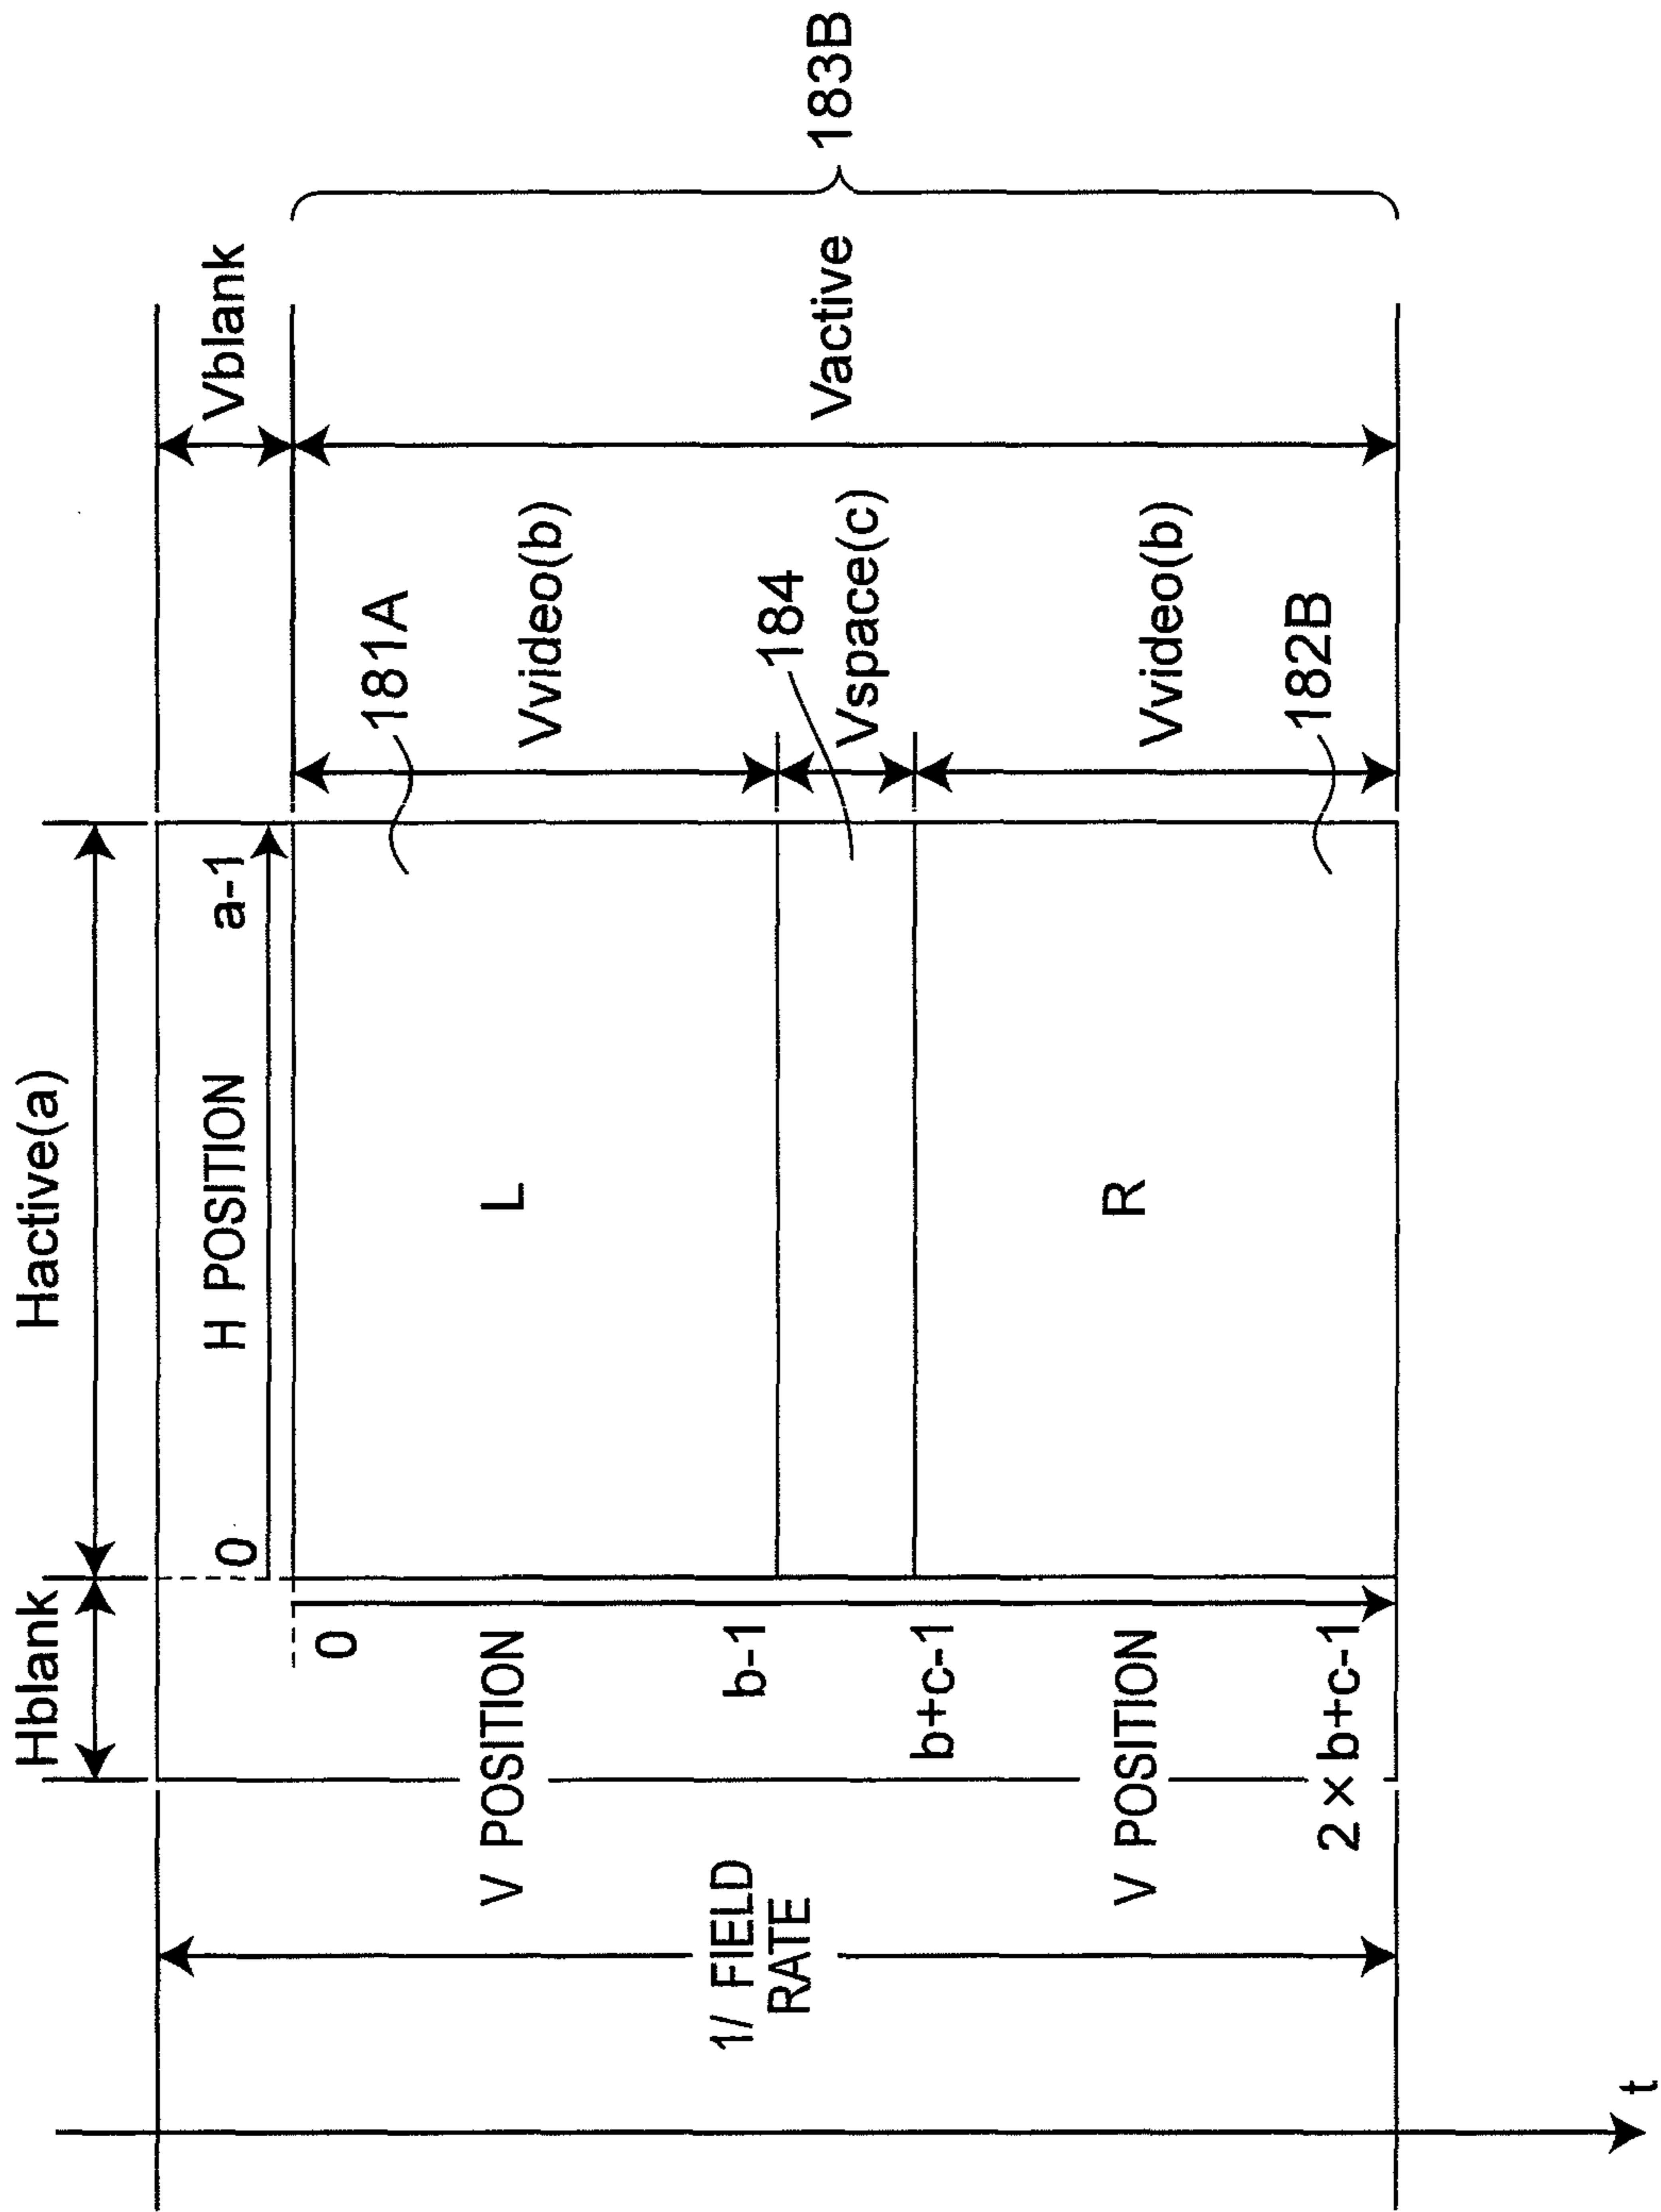 Hblank
Hactive(a)
Vblank
0
H POSITION
a-1
0
181A
V POSITION
L
Vvideo(b)
1/ FIELD
RATE
b-1
184
Vactive
183B
b+c-1
Vspace(c)
V POSITION
R
Vvideo(b)
2×b+c-1
182B
t